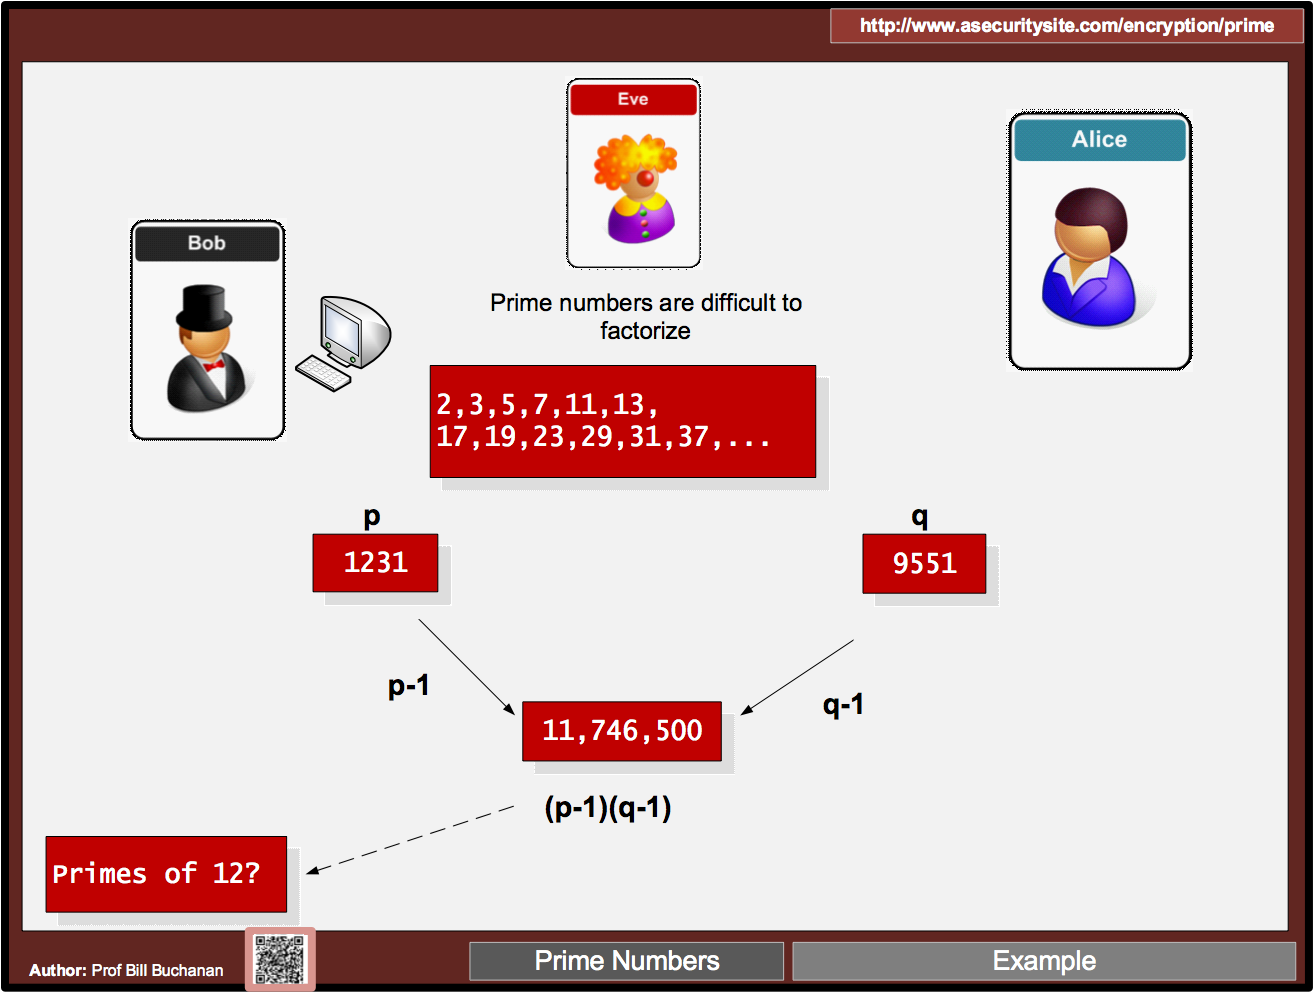 http://www.asecuritysite.com/encryption/prime
Eve
Alice
Bob
Prime numbers are difficult to
factorize
2,3,5,7,11,13,
17,19,23,29,31,37,...
p
q
1231
9551
p-1
q-1
11,746,500
(p-1)(q-1)
Primes of 12?
Author: Prof Bill Buchanan
Prime Numbers
Example